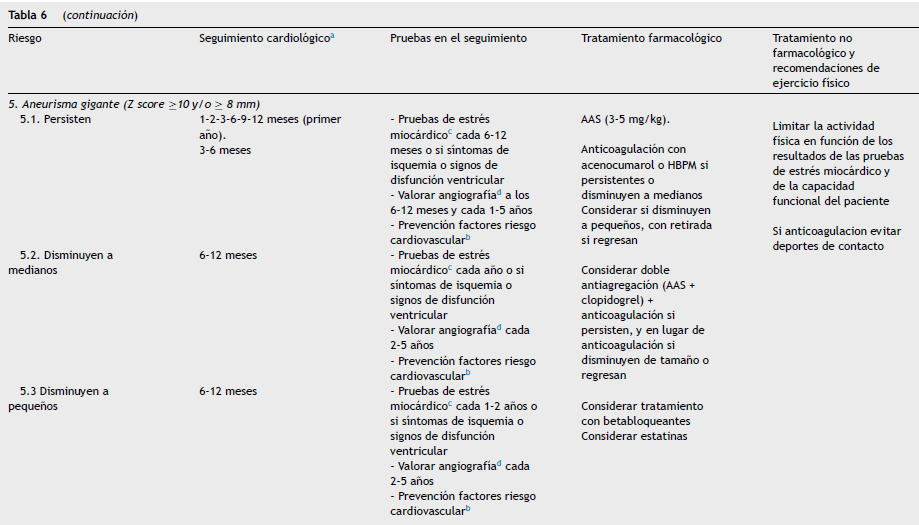 Tabla 6 (continuación)
Riesgo
Seguimiento cardiológicoᵃ
Pruebas en el seguimiento
Tratamiento farmacológico
Tratamiento no
farmacológico y
recomendaciones de
ejercicio físico
5. Aneurisma gigante (Z score ≥10 y/o ≥ 8 mm)
5.1. Persisten
1-2-3-6-9-12 meses (primer
año).
3-6 meses
- Pruebas de estrés
miocárdicoᶜ cada 6-12
meses o si síntomas de
isquemia o signos de
disfunción ventricular
- Valorar angiografíaᵈ a los
6-12 meses y cada 1-5 años
- Prevención factores riesgo
cardiovascularᵇ
AAS (3-5 mg/kg).
Anticoagulación con
acenocumarol o HBPM si
persistentes o
disminuyen a medianos
Considerar si disminuyen
a pequeños, con retirada
si regresan
Limitar la actividad
física en función de los
resultados de las pruebas
de estrés miocárdico y
de la capacidad
funcional del paciente
Si anticoagulacion evitar
deportes de contacto
5.2. Disminuyen a
medianos
6-12 meses
- Pruebas de estrés
miocárdicoᶜ cada año o si
síntomas de isquemia o
signos de disfunción
ventricular
- Valorar angiografíaᵈ cada
2-5 años
- Prevención factores riesgo
cardiovascularᵇ
Considerar doble
antiagregación (AAS +
clopidogrel) +
anticoagulación si
persisten, y en lugar de
anticoagulación si
disminuyen de tamaño o
regresan
5.3 Disminuyen a
pequeños
6-12 meses
- Pruebas de estrés
miocárdicoᶜ cada 1-2 años o
si síntomas de isquemia o
signos de disfunción
ventricular
- Valorar angiografíaᵈ cada
2-5 años
- Prevención factores riesgo
cardiovascularᵇ
Considerar tratamiento
con betabloqueantes
Considerar estatinas